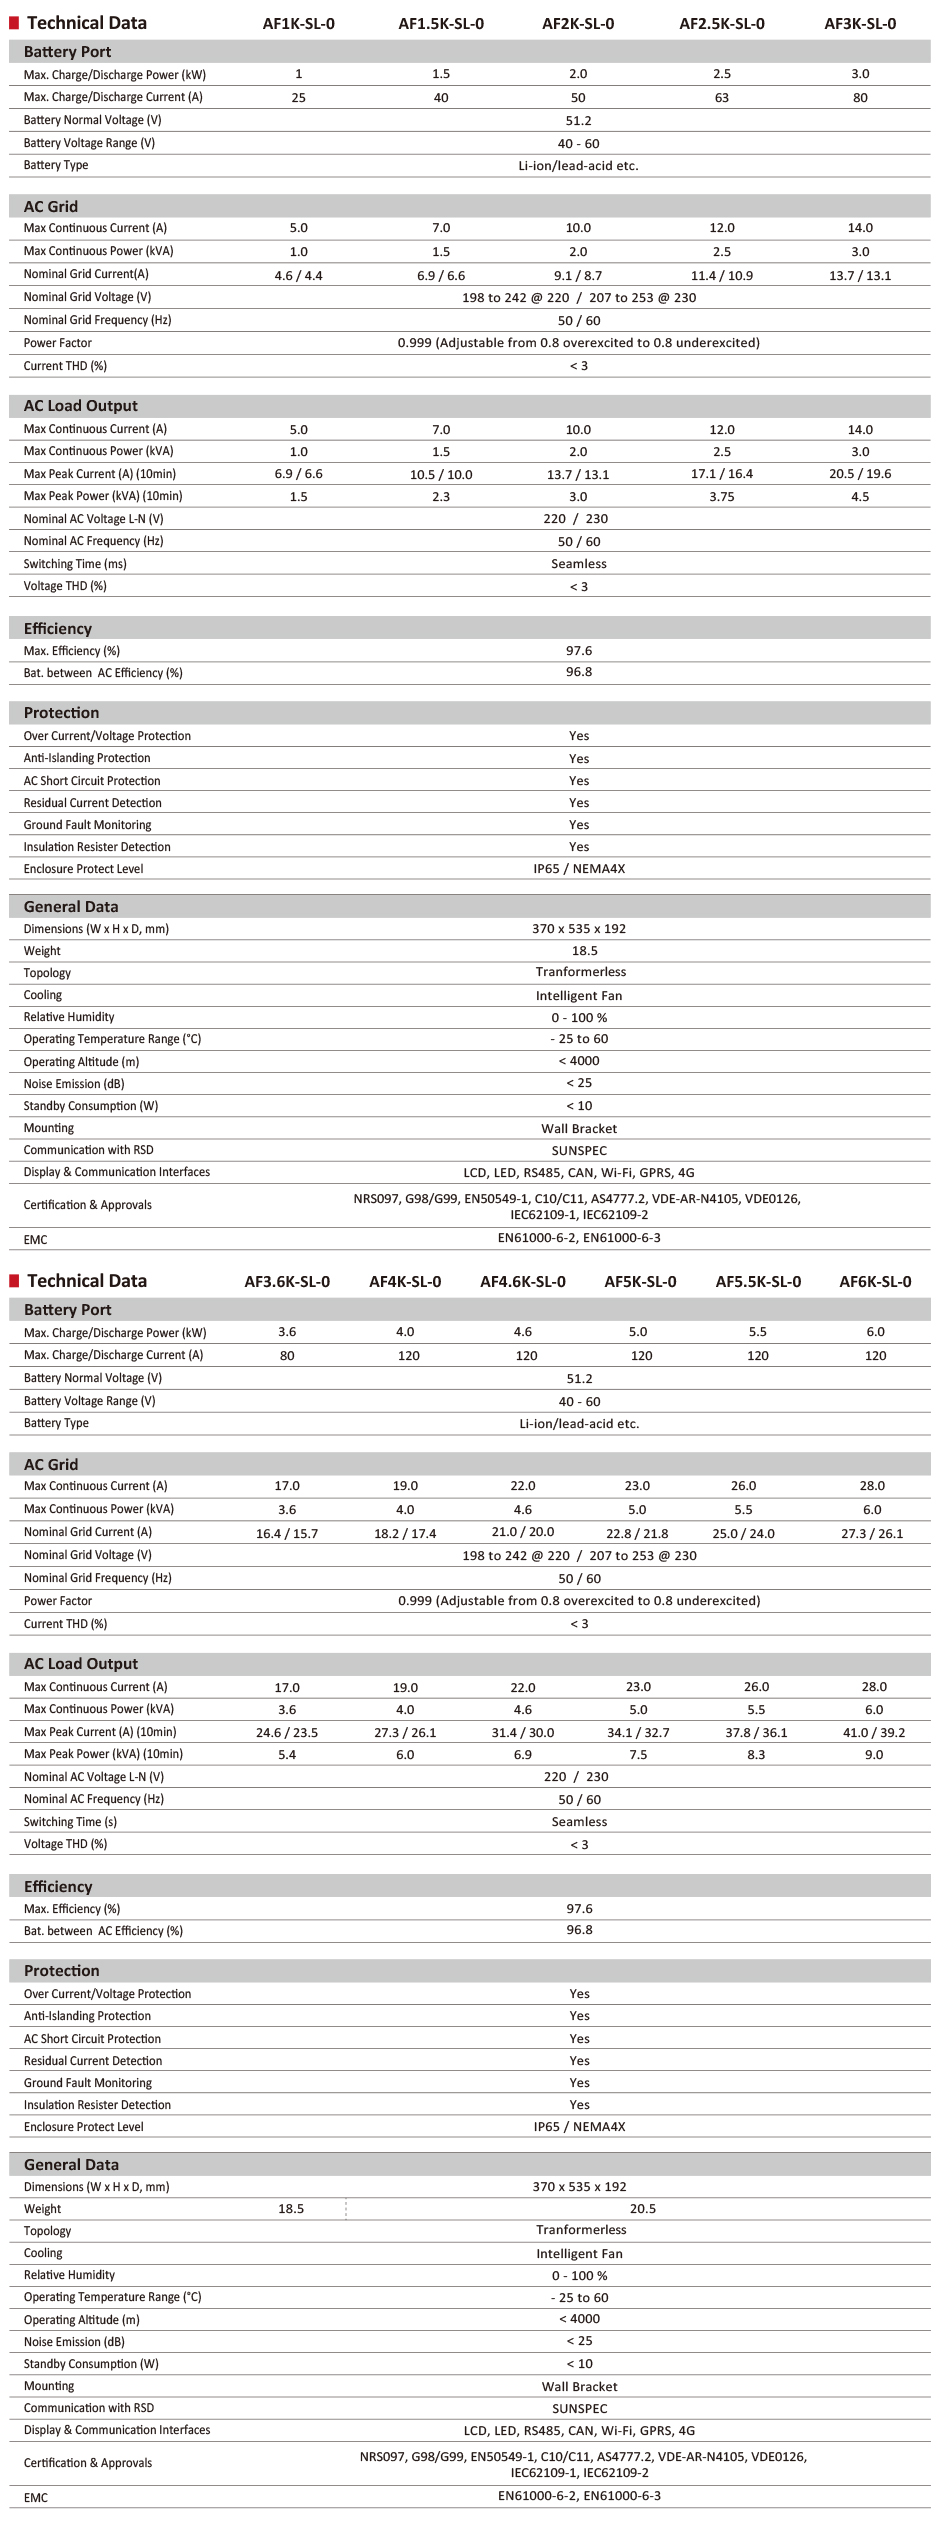 Technical Data AF1K-SL-0 AF1.5K-SL-0 AF2K-SL-0 AF2.5K-SL-0 AF3K-SL-0
Battery Port
Max. Charge/Discharge Power (kW) 1 1.5 2.0 2.5 3.0
Max. Charge/Discharge Current (A) 25 40 50 63 80
Battery Normal Voltage (V) 51.2
Battery Voltage Range (V) 40 - 60
Battery Type Li-ion/lead-acid etc.
AC Grid
Max Continuous Current (A) 5.0 7.0 10.0 12.0 14.0
Max Continuous Power (kVA) 1.0 1.5 2.0 2.5 3.0
Nominal Grid Current(A) 4.6 / 4.4 6.9 / 6.6 9.1 / 8.7 11.4 / 10.9 13.7 / 13.1
Nominal Grid Voltage (V) 198 to 242 @ 220 / 207 to 253 @ 230
Nominal Grid Frequency (Hz) 50 / 60
Power Factor 0.999 (Adjustable from 0.8 overexcited to 0.8 underexcited)
Current THD (%) < 3
AC Load Output
Max Continuous Current (A) 5.0 7.0 10.0 12.0 14.0
Max Continuous Power (kVA) 1.0 1.5 2.0 2.5 3.0
Max Peak Current (A) (10min) 6.9 / 6.6 10.5 / 10.0 13.7 / 13.1 17.1 / 16.4 20.5 / 19.6
Max Peak Power (kVA) (10min) 1.5 2.3 3.0 3.75 4.5
Nominal AC Voltage L-N (V) 220 / 230
Nominal AC Frequency (Hz) 50 / 60
Switching Time (ms) Seamless
Voltage THD (%) < 3
Efficiency
Max. Efficiency (%) 97.6
Bat. between AC Efficiency (%) 96.8
Protection
Over Current/Voltage Protection Yes
Anti-Islanding Protection Yes
AC Short Circuit Protection Yes
Residual Current Detection Yes
Ground Fault Monitoring Yes
Insulation Resister Detection Yes
Enclosure Protect Level IP65 / NEMA4X
General Data
Dimensions (W x H x D, mm) 370 x 535 x 192
Weight 18.5
Topology Tranformerless
Cooling Intelligent Fan
Relative Humidity 0 - 100 %
Operating Temperature Range (°C) - 25 to 60
Operating Altitude (m) < 4000
Noise Emission (dB) < 25
Standby Consumption (W) < 10
Mounting Wall Bracket
Communication with RSD SUNSPEC
Display & Communication Interfaces LCD, LED, RS485, CAN, Wi-Fi, GPRS, 4G
Certification & Approvals NRS097, G98/G99, EN50549-1, C10/C11, AS4777.2, VDE-AR-N4105, VDE0126,
IEC62109-1, IEC62109-2
EMC EN61000-6-2, EN61000-6-3
Technical Data AF3.6K-SL-0 AF4K-SL-0 AF4.6K-SL-0 AF5K-SL-0 AF5.5K-SL-0 AF6K-SL-0
Battery Port
Max. Charge/Discharge Power (kW) 3.6 4.0 4.6 5.0 5.5 6.0
Max. Charge/Discharge Current (A) 80 120 120 120 120 120
Battery Normal Voltage (V) 51.2
Battery Voltage Range (V) 40 - 60
Battery Type Li-ion/lead-acid etc.
AC Grid
Max Continuous Current (A) 17.0 19.0 22.0 23.0 26.0 28.0
Max Continuous Power (kVA) 3.6 4.0 4.6 5.0 5.5 6.0
Nominal Grid Current (A) 16.4 / 15.7 18.2 / 17.4 21.0 / 20.0 22.8 / 21.8 25.0 / 24.0 27.3 / 26.1
Nominal Grid Voltage (V) 198 to 242 @ 220 / 207 to 253 @ 230
Nominal Grid Frequency (Hz) 50 / 60
Power Factor 0.999 (Adjustable from 0.8 overexcited to 0.8 underexcited)
Current THD (%) < 3
AC Load Output
Max Continuous Current (A) 17.0 19.0 22.0 23.0 26.0 28.0
Max Continuous Power (kVA) 3.6 4.0 4.6 5.0 5.5 6.0
Max Peak Current (A) (10min) 24.6 / 23.5 27.3 / 26.1 31.4 / 30.0 34.1 / 32.7 37.8 / 36.1 41.0 / 39.2
Max Peak Power (kVA) (10min) 5.4 6.0 6.9 7.5 8.3 9.0
Nominal AC Voltage L-N (V) 220 / 230
Nominal AC Frequency (Hz) 50 / 60
Switching Time (s) Seamless
Voltage THD (%) < 3
Efficiency
Max. Efficiency (%) 97.6
Bat. between AC Efficiency (%) 96.8
Protection
Over Current/Voltage Protection Yes
Anti-Islanding Protection Yes
AC Short Circuit Protection Yes
Residual Current Detection Yes
Ground Fault Monitoring Yes
Insulation Resister Detection Yes
Enclosure Protect Level IP65 / NEMA4X
General Data
Dimensions (W x H x D, mm) 370 x 535 x 192
Weight 18.5 20.5
Topology Tranformerless
Cooling Intelligent Fan
Relative Humidity 0 - 100 %
Operating Temperature Range (°C) - 25 to 60
Operating Altitude (m) < 4000
Noise Emission (dB) < 25
Standby Consumption (W) < 10
Mounting Wall Bracket
Communication with RSD SUNSPEC
Display & Communication Interfaces LCD, LED, RS485, CAN, Wi-Fi, GPRS, 4G
Certification & Approvals NRS097, G98/G99, EN50549-1, C10/C11, AS4777.2, VDE-AR-N4105, VDE0126,
IEC62109-1, IEC62109-2
EMC EN61000-6-2, EN61000-6-3